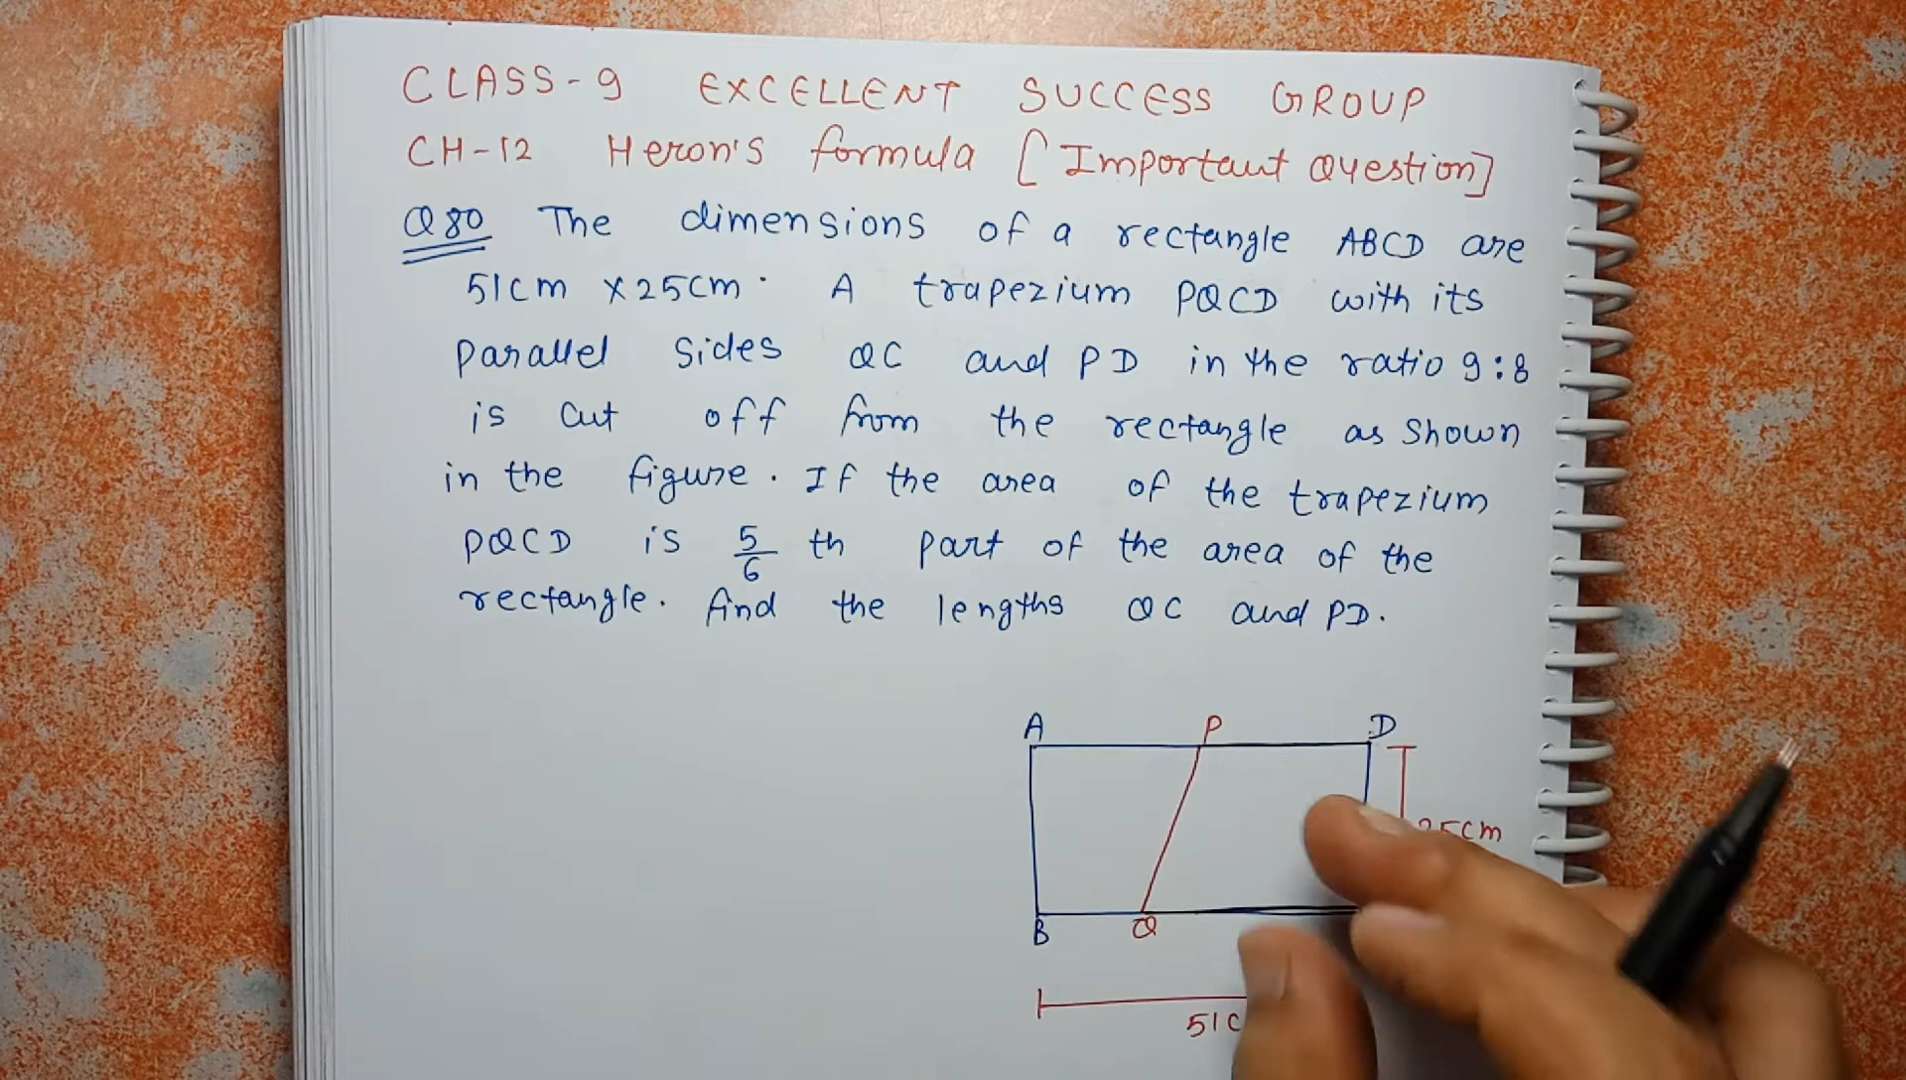 CLASS-9 EXCELLENT SUCCESS GROUP
CH-12 Heron's formula [Important Question]
Q80 The dimensions of a rectangle ABCD are
51cm x 25cm. A trapezium PQCD with its
parallel sides QC and PD in the ratio 9:8
is cut off from the rectangle as shown
in the figure. If the area of the trapezium
PQCD is 5/6 th part of the area of the
rectangle. find the lengths QC and PD.
A P D
25cm
B Q
51c